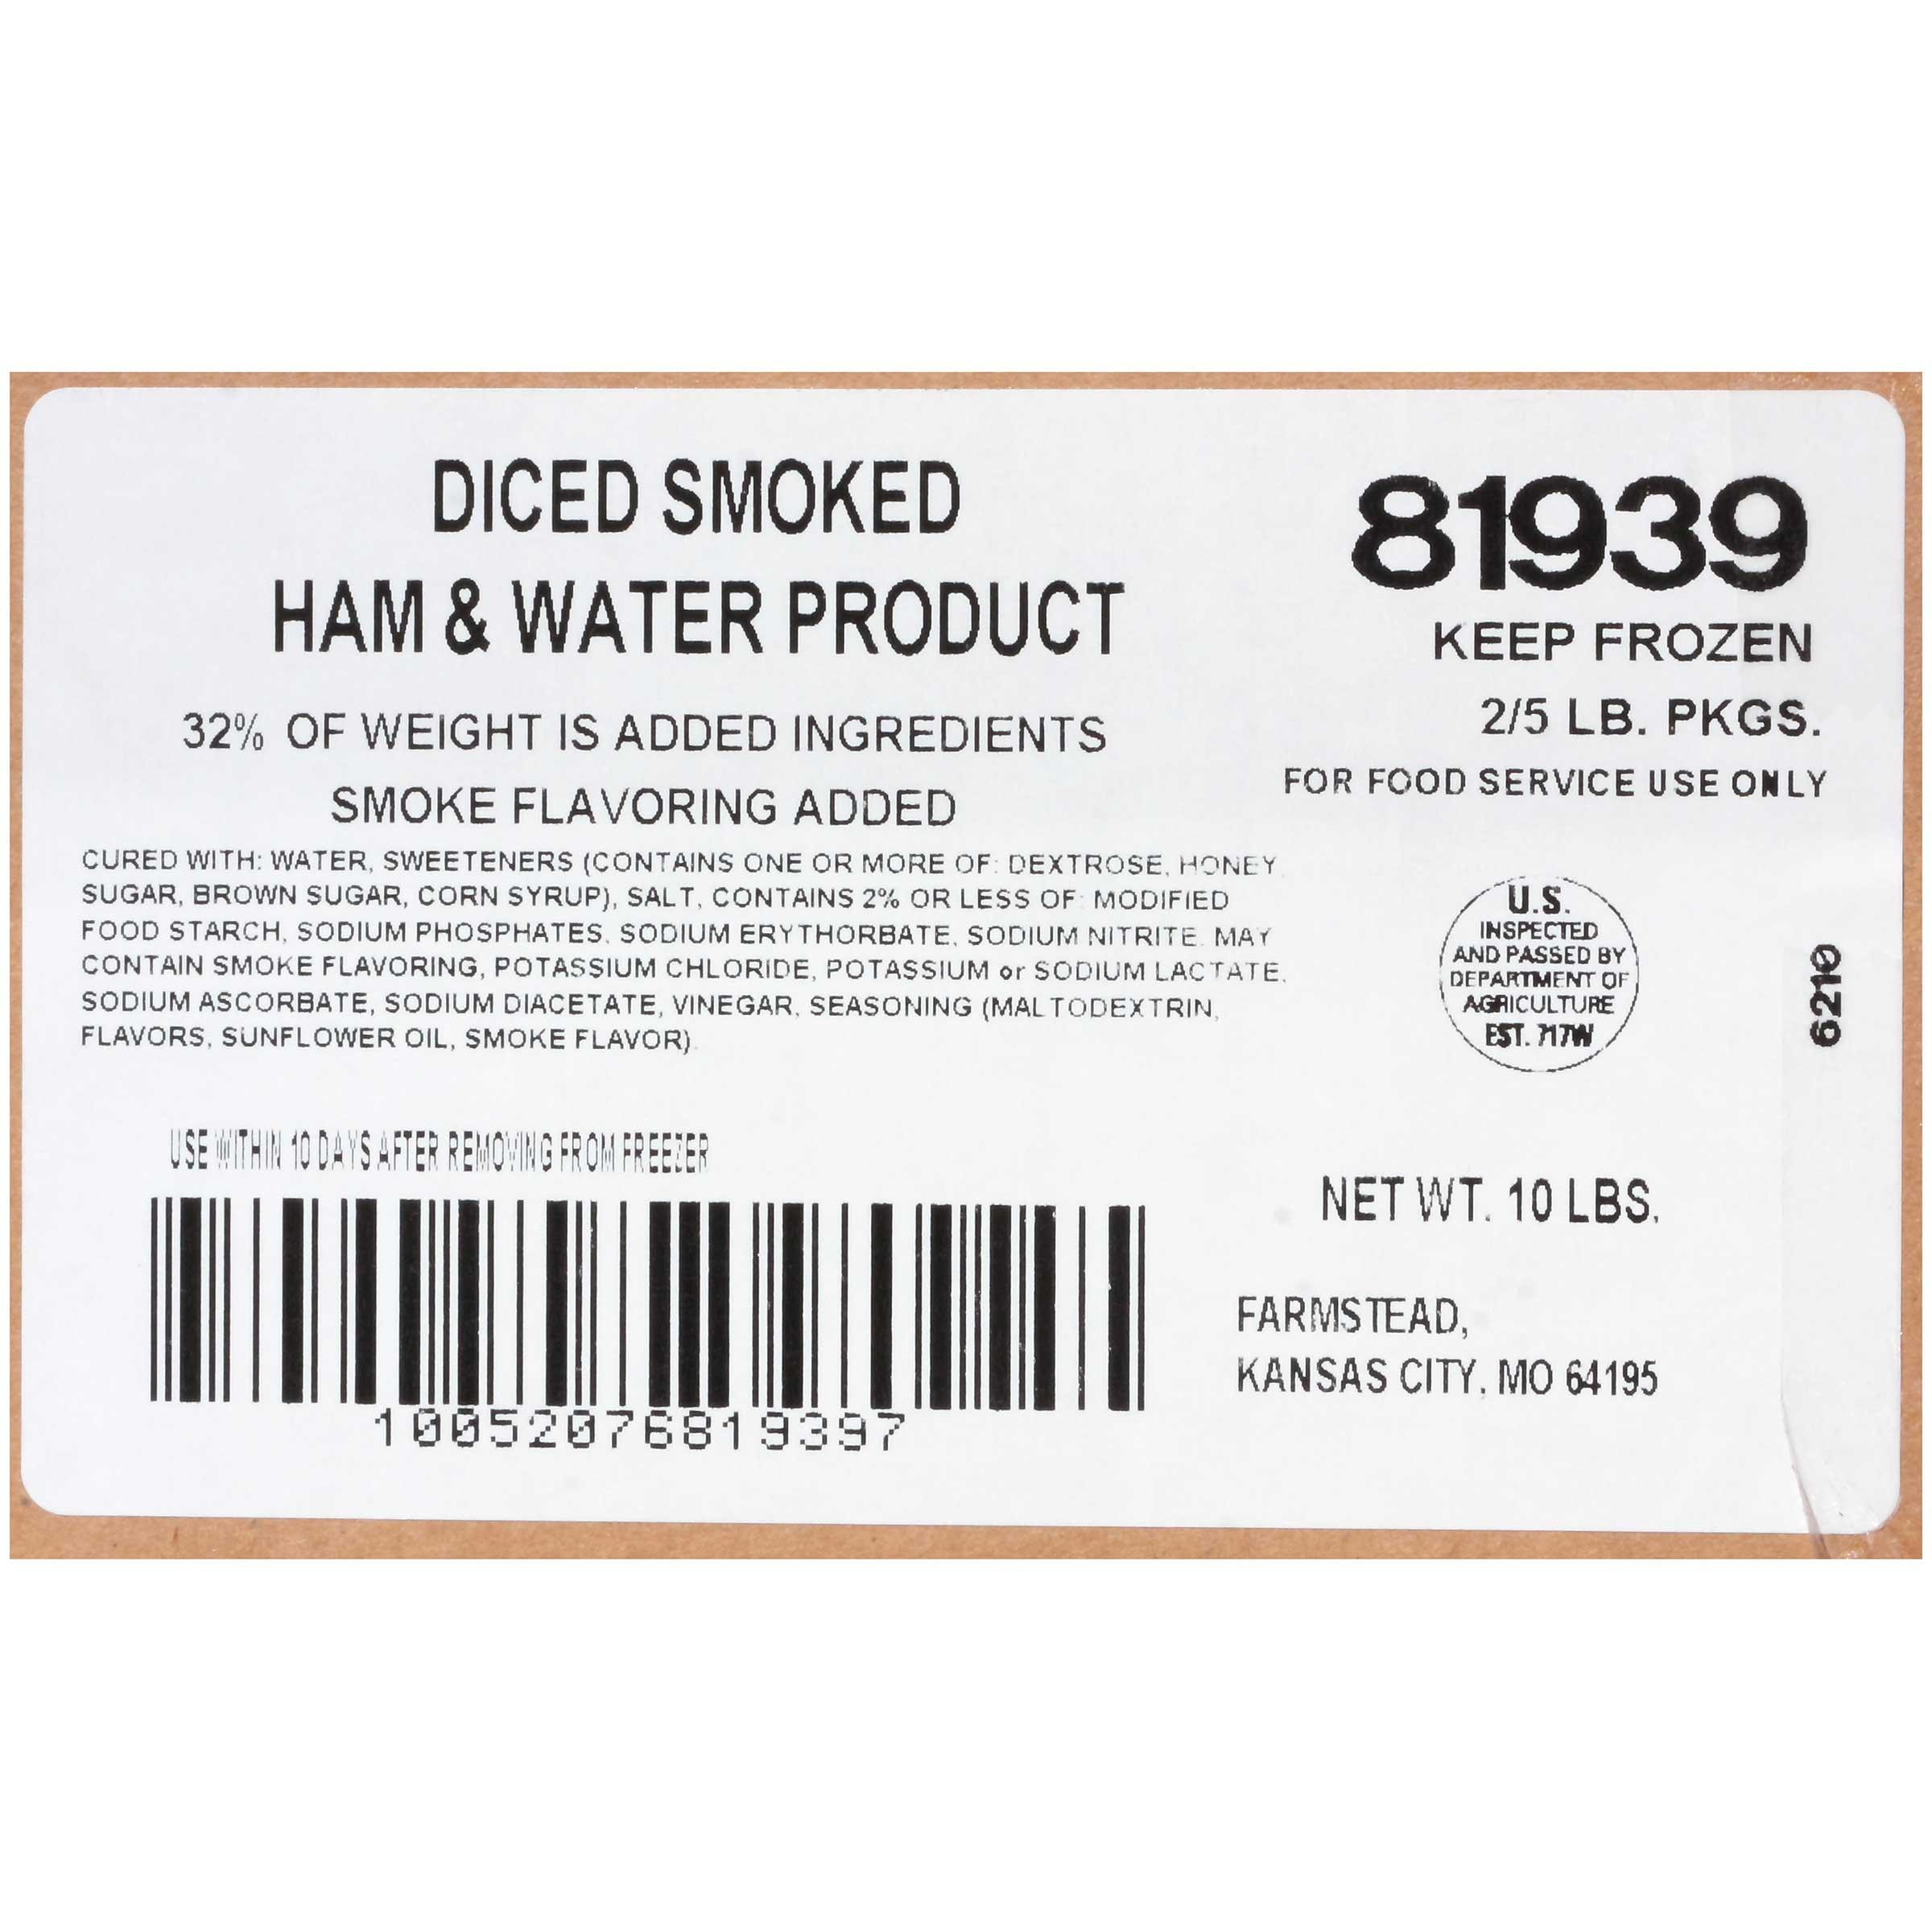 DICED SMOKED
HAM & WATER PRODUCT
32% OF WEIGHT IS ADDED INGREDIENTS
SMOKE FLAVORING ADDED
CURED WITH: WATER, SWEETENERS (CONTAINS ONE OR MORE OF: DEXTROSE, HONEY,
SUGAR, BROWN SUGAR, CORN SYRUP), SALT, CONTAINS 2% OR LESS OF: MODIFIED
FOOD STARCH, SODIUM PHOSPHATES, SODIUM ERYTHORBATE, SODIUM NITRITE. MAY
CONTAIN SMOKE FLAVORING, POTASSIUM CHLORIDE, POTASSIUM or SODIUM LACTATE,
SODIUM ASCORBATE, SODIUM DIACETATE, VINEGAR, SEASONING (MALTODEXTRIN,
FLAVORS, SUNFLOWER OIL, SMOKE FLAVOR).
USE WITHIN 10 DAYS AFTER REMOVING FROM FREEZER
10052076819397
81939
KEEP FROZEN
2/5 LB. PKGS.
FOR FOOD SERVICE USE ONLY
U.S.
INSPECTED
AND PASSED BY
DEPARTMENT OF
AGRICULTURE
EST. 717W
6210
NET WT. 10 LBS.
FARMSTEAD,
KANSAS CITY, MO 64195